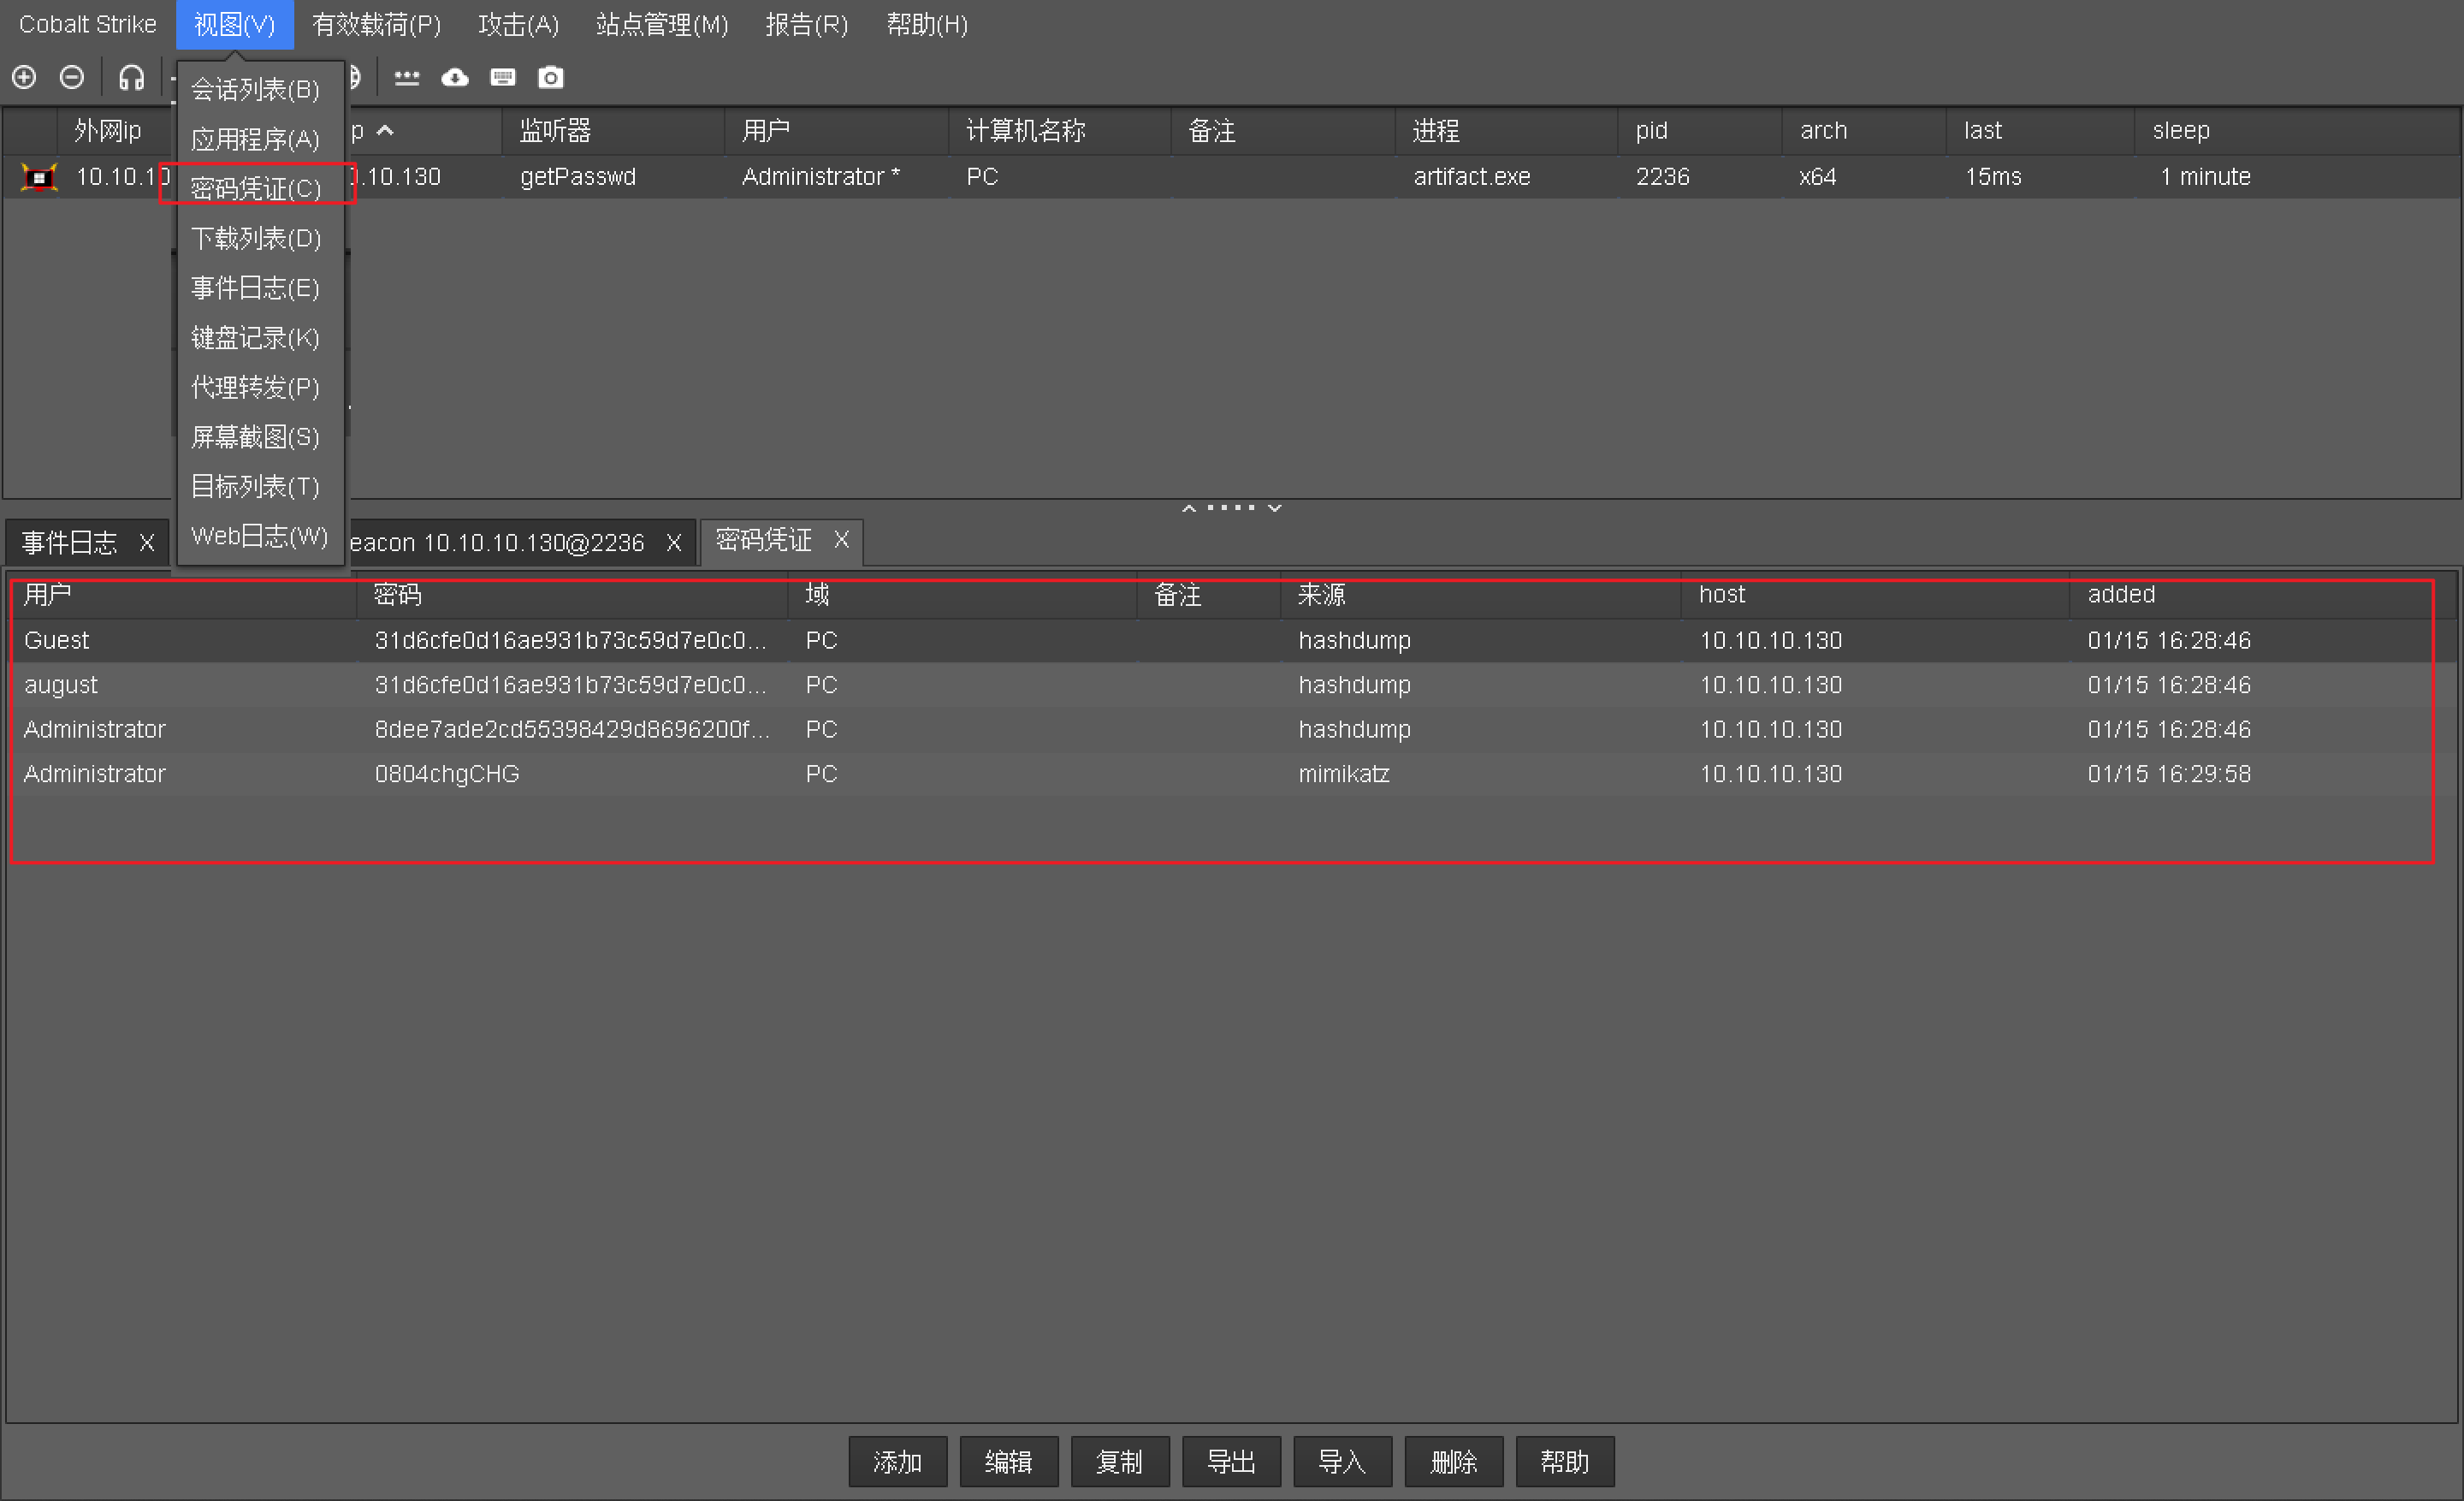 Cobalt Strike 视图(V) 有效载荷(P) 攻击(A) 站点管理(M) 报告(R) 帮助(H)
会话列表(B)
应用程序(A)
密码凭证(C)
下载列表(D)
事件日志(E)
键盘记录(K)
代理转发(P)
屏幕截图(S)
目标列表(T)
Web日志(W)
外网ip p 监听器 用户 计算机名称 备注 进程 pid arch last sleep
10.10.10 .10.130 getPasswd Administrator * PC artifact.exe 2236 x64 15ms 1 minute
事件日志 X eacon 10.10.10.130@2236 X 密码凭证 X
用户 密码 域 备注 来源 host added
Guest 31d6cfe0d16ae931b73c59d7e0c0... PC hashdump 10.10.10.130 01/15 16:28:46
august 31d6cfe0d16ae931b73c59d7e0c0... PC hashdump 10.10.10.130 01/15 16:28:46
Administrator 8dee7ade2cd55398429d8696200f... PC hashdump 10.10.10.130 01/15 16:28:46
Administrator 0804chgCHG PC mimikatz 10.10.10.130 01/15 16:29:58
添加 编辑 复制 导出 导入 删除 帮助